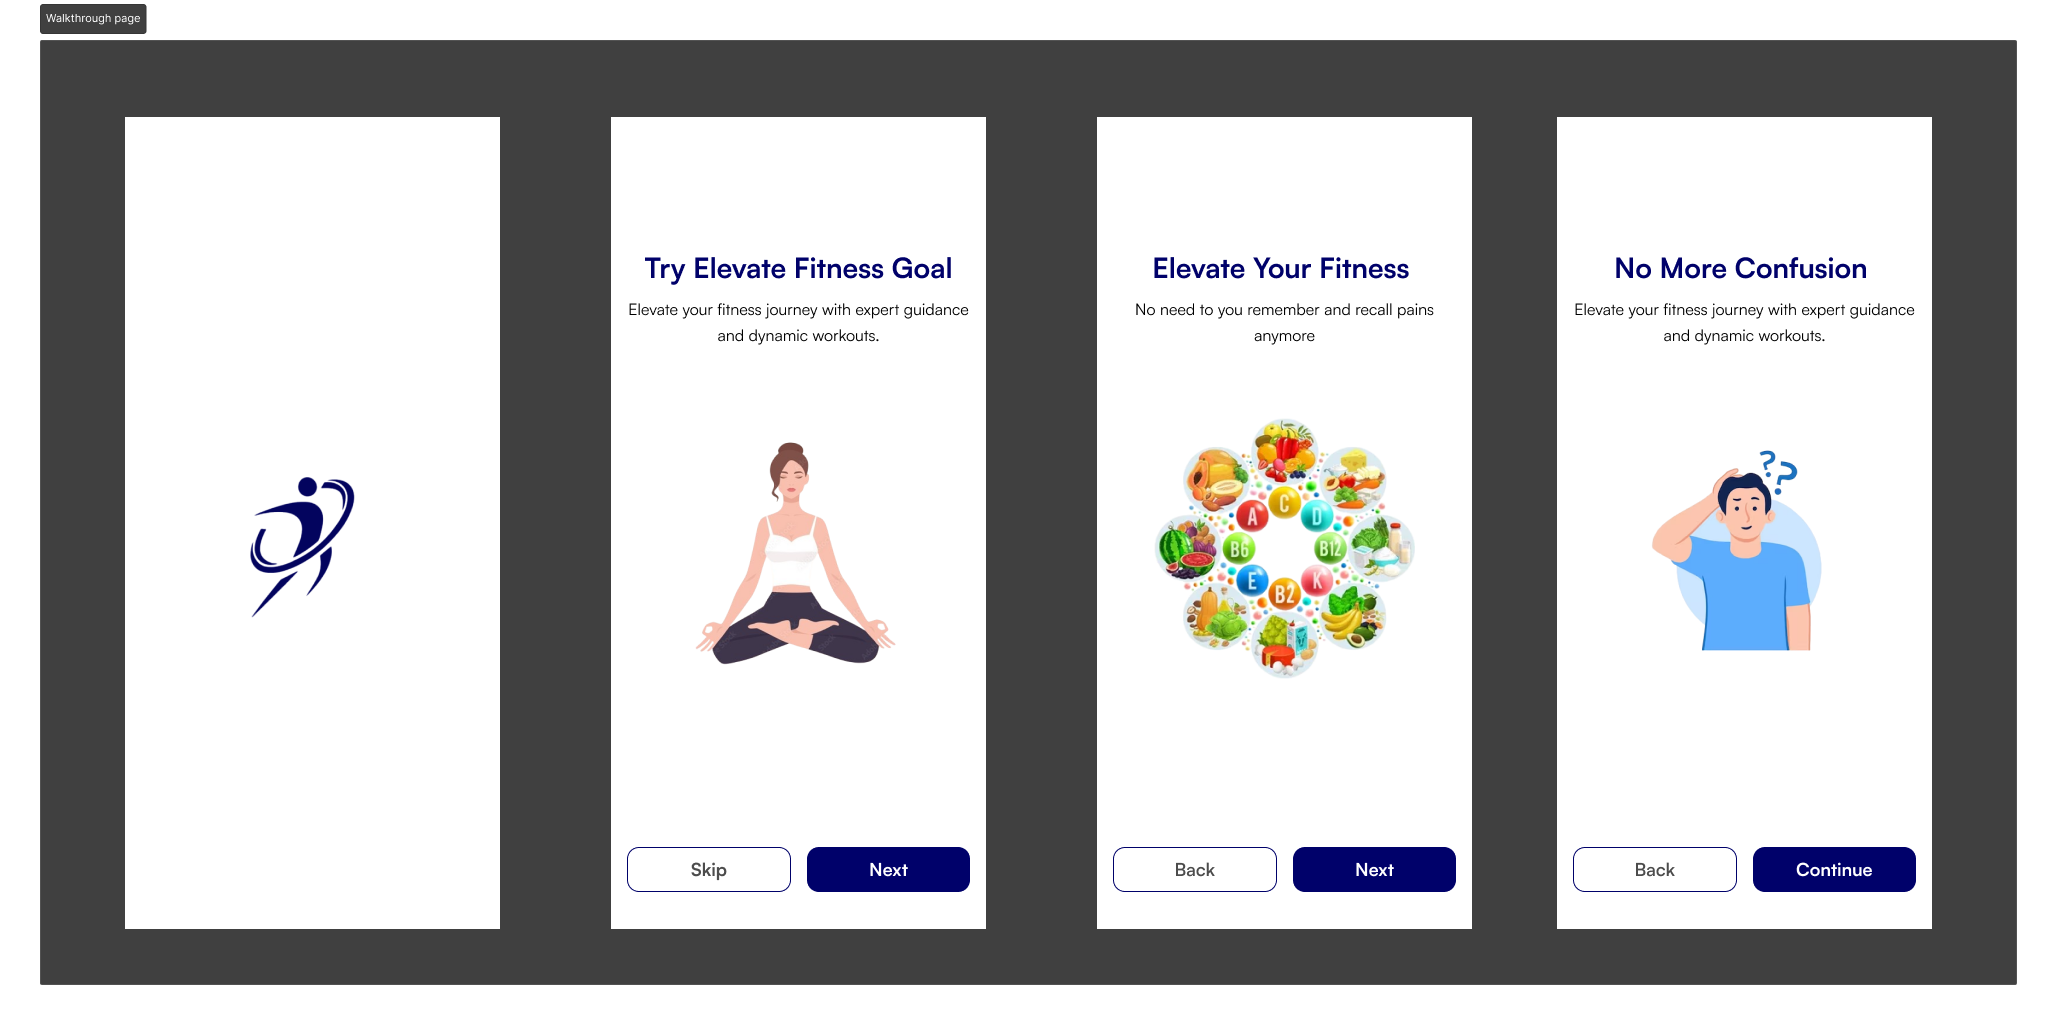 Walkthrough page
Try Elevate Fitness Goal
Elevate your fitness journey with expert guidance
and dynamic workouts.
Skip
Next
Elevate Your Fitness
No need to you remember and recall pains
anymore
C
A
D
B6
B12
E
K
B2
Back
Next
No More Confusion
Elevate your fitness journey with expert guidance
and dynamic workouts.
??
Back
Continue